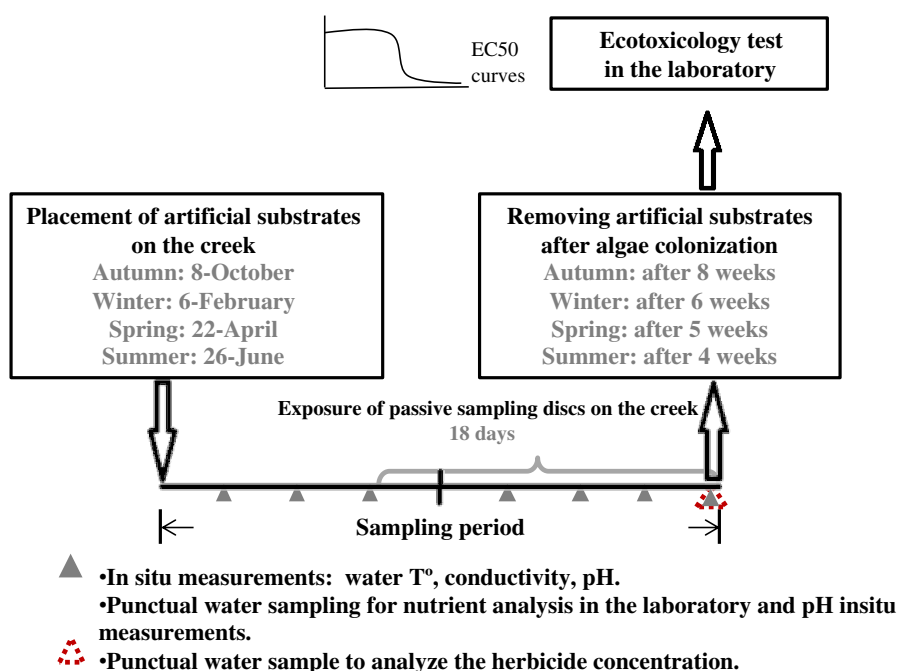 EC50
curves
Ecotoxicology test
in the laboratory
Placement of artificial substrates
on the creek
Autumn: 8-October
Winter: 6-February
Spring: 22-April
Summer: 26-June
Removing artificial substrates
after algae colonization
Autumn: after 8 weeks
Winter: after 6 weeks
Spring: after 5 weeks
Summer: after 4 weeks
Exposure of passive sampling discs on the creek
18 days
Sampling period
•In situ measurements: water Tº, conductivity, pH.
•Punctual water sampling for nutrient analysis in the laboratory and pH insitu
measurements.
•Punctual water sample to analyze the herbicide concentration.